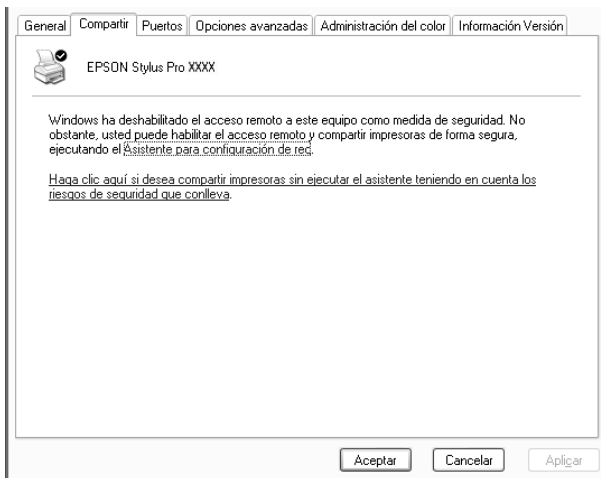 General Compartir Puertos Opciones avanzadas Administración del color Información Versión
EPSON Stylus Pro XXXX
Windows ha deshabilitado el acceso remoto a este equipo como medida de seguridad. No
obstante, usted puede habilitar el acceso remoto y compartir impresoras de forma segura,
ejecutando el Asistente para configuración de red.
Haga clic aquí si desea compartir impresoras sin ejecutar el asistente teniendo en cuenta los
riesgos de seguridad que conlleva.
Aceptar Cancelar Aplicar